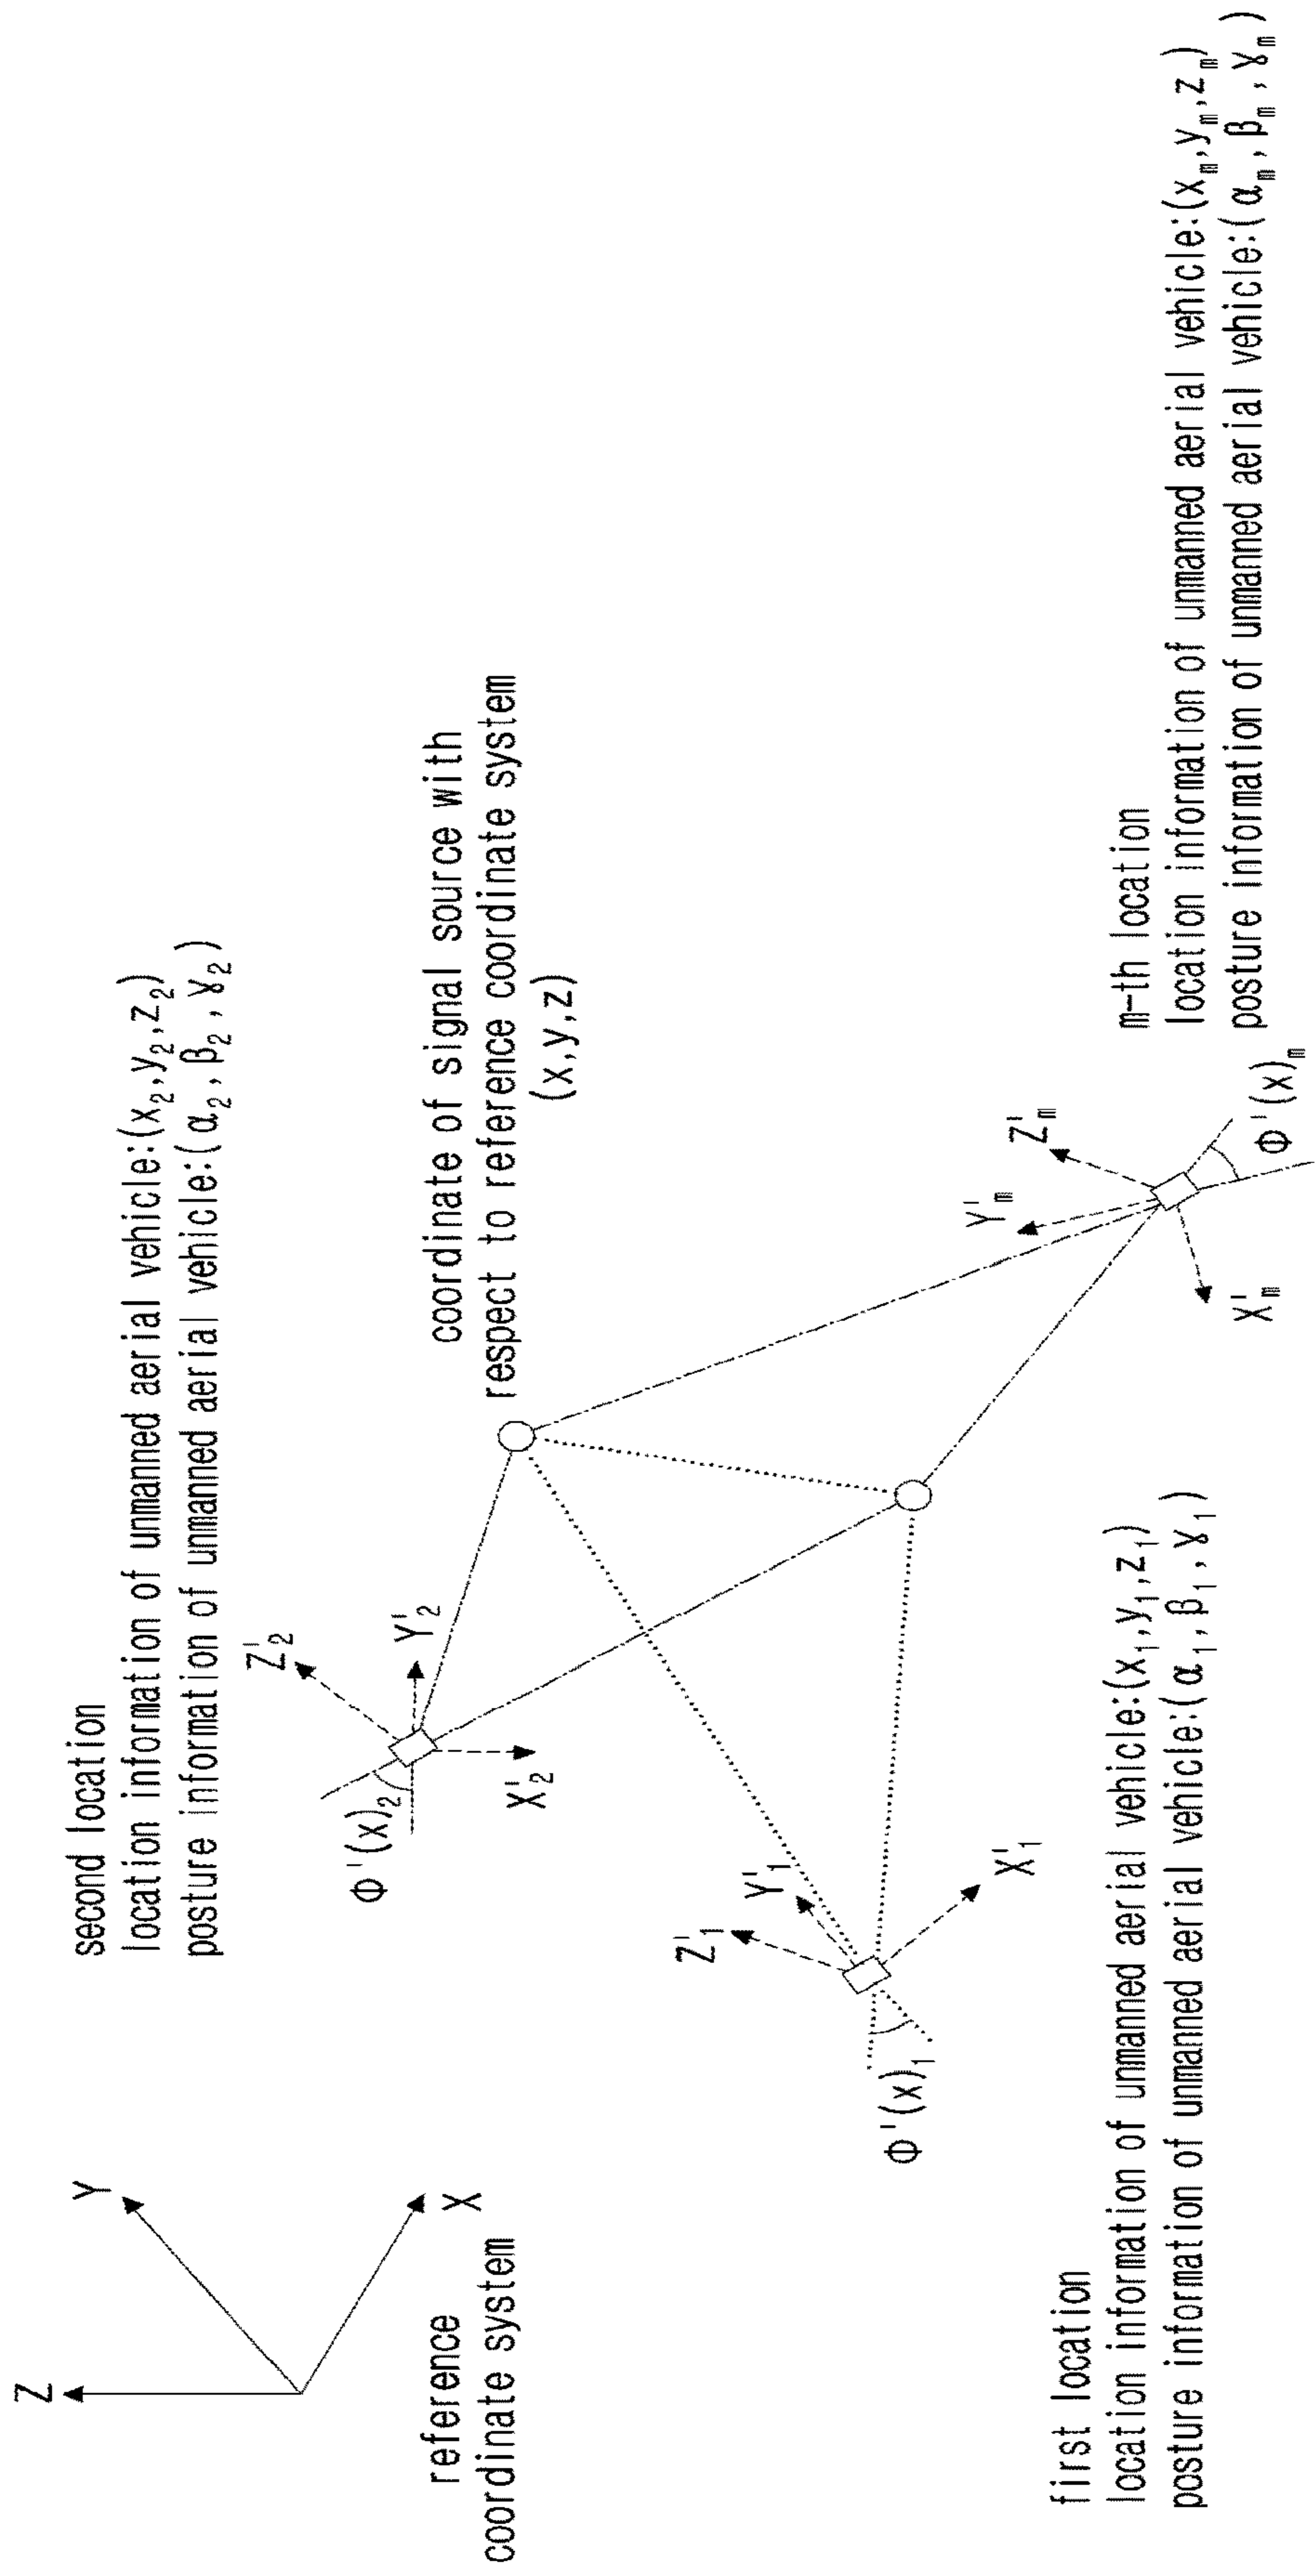 Z
Y
X
reference
coordinate system
second location
location information of unmanned aerial vehicle:(x₂,y₂,z₂)
posture information of unmanned aerial vehicle:(α₂,β₂,γ₂)
Z'₂
Y'₂
X'₂
Φ'(x)₂
coordinate of signal source with
respect to reference coordinate system
(x,y,z)
Z'₁
Y'₁
X'₁
Φ'(x)₁
first location
location information of unmanned aerial vehicle:(x₁,y₁,z₁)
posture information of unmanned aerial vehicle:(α₁,β₁,γ₁)
Z'ₘ
Y'ₘ
X'ₘ
Φ'(x)ₘ
m-th location
location information of unmanned aerial vehicle:(xₘ,yₘ,zₘ)
posture information of unmanned aerial vehicle:(αₘ,βₘ,γₘ)